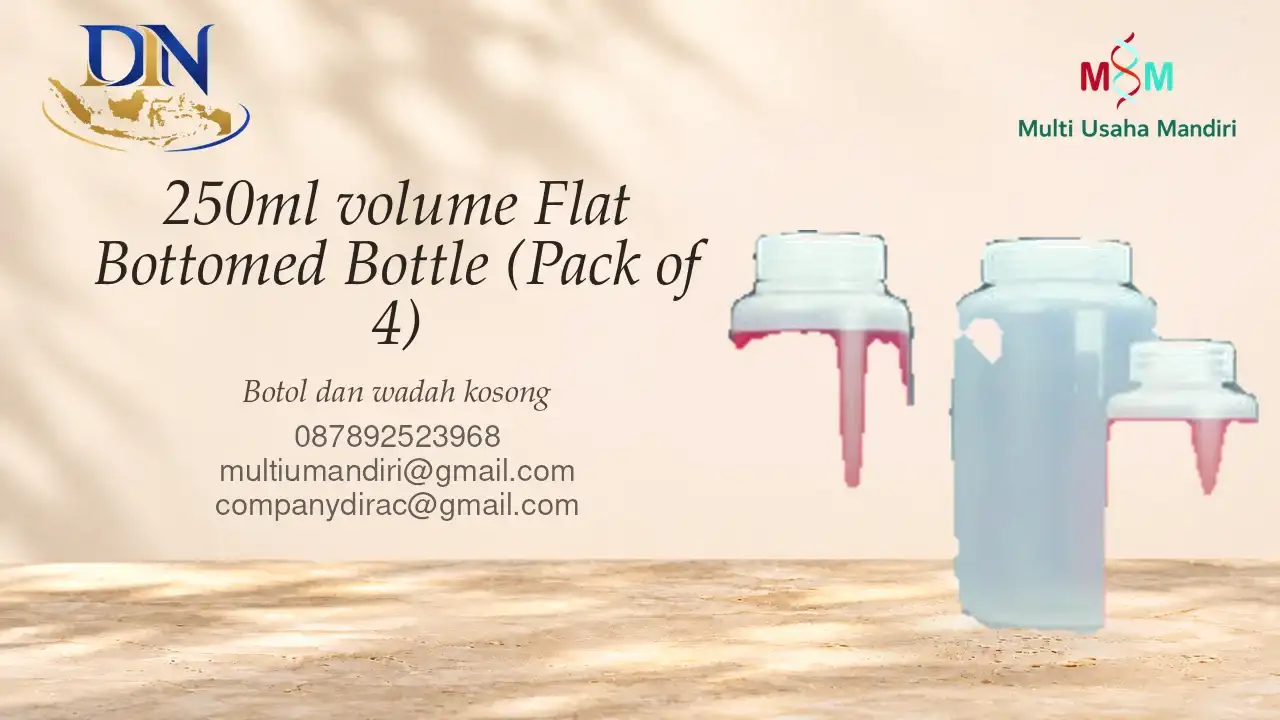 DN
M M
Multi Usaha Mandiri
250ml volume Flat
Bottomed Bottle (Pack of
4)
Botol dan wadah kosong
087892523968
multiumandiri@gmail.com
companydirac@gmail.com